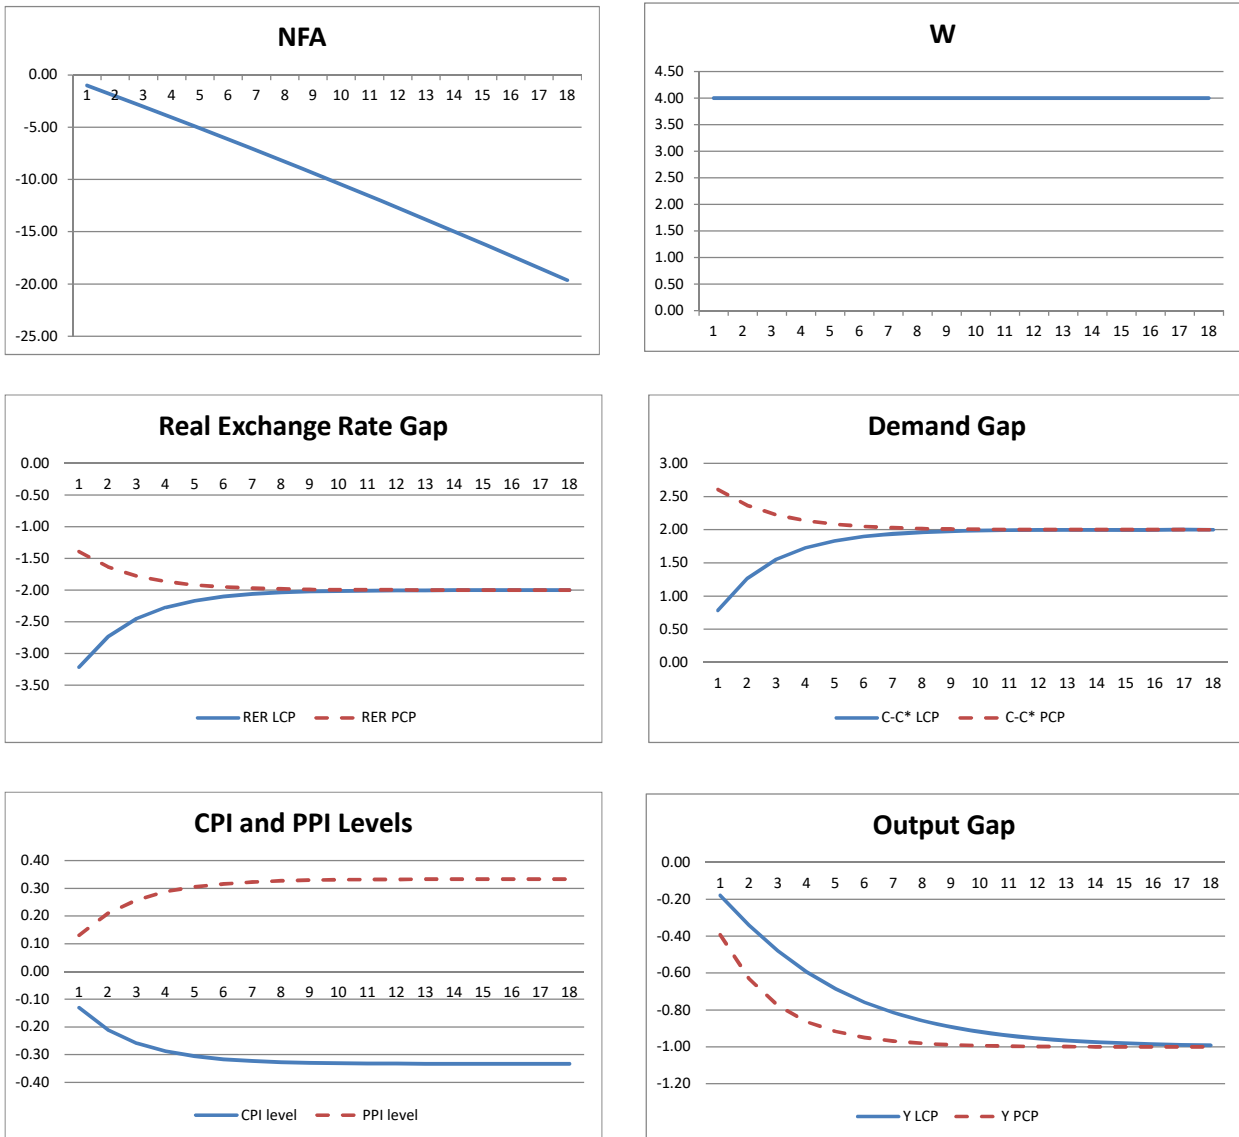 NFA
0.00
-5.00
-10.00
-15.00
-20.00
-25.00
1 2 3 4 5 6 7 8 9 10 11 12 13 14 15 16 17 18
W
4.50
4.00
3.50
3.00
2.50
2.00
1.50
1.00
0.50
0.00
1 2 3 4 5 6 7 8 9 10 11 12 13 14 15 16 17 18
Real Exchange Rate Gap
0.00
-0.50
-1.00
-1.50
-2.00
-2.50
-3.00
-3.50
1 2 3 4 5 6 7 8 9 10 11 12 13 14 15 16 17 18
RER LCP RER PCP
Demand Gap
3.00
2.50
2.00
1.50
1.00
0.50
0.00
1 2 3 4 5 6 7 8 9 10 11 12 13 14 15 16 17 18
C-C* LCP C-C* PCP
CPI and PPI Levels
0.40
0.30
0.20
0.10
0.00
-0.10
-0.20
-0.30
-0.40
1 2 3 4 5 6 7 8 9 10 11 12 13 14 15 16 17 18
CPI level PPI level
Output Gap
0.00
-0.20
-0.40
-0.60
-0.80
-1.00
-1.20
1 2 3 4 5 6 7 8 9 10 11 12 13 14 15 16 17 18
Y LCP Y PCP